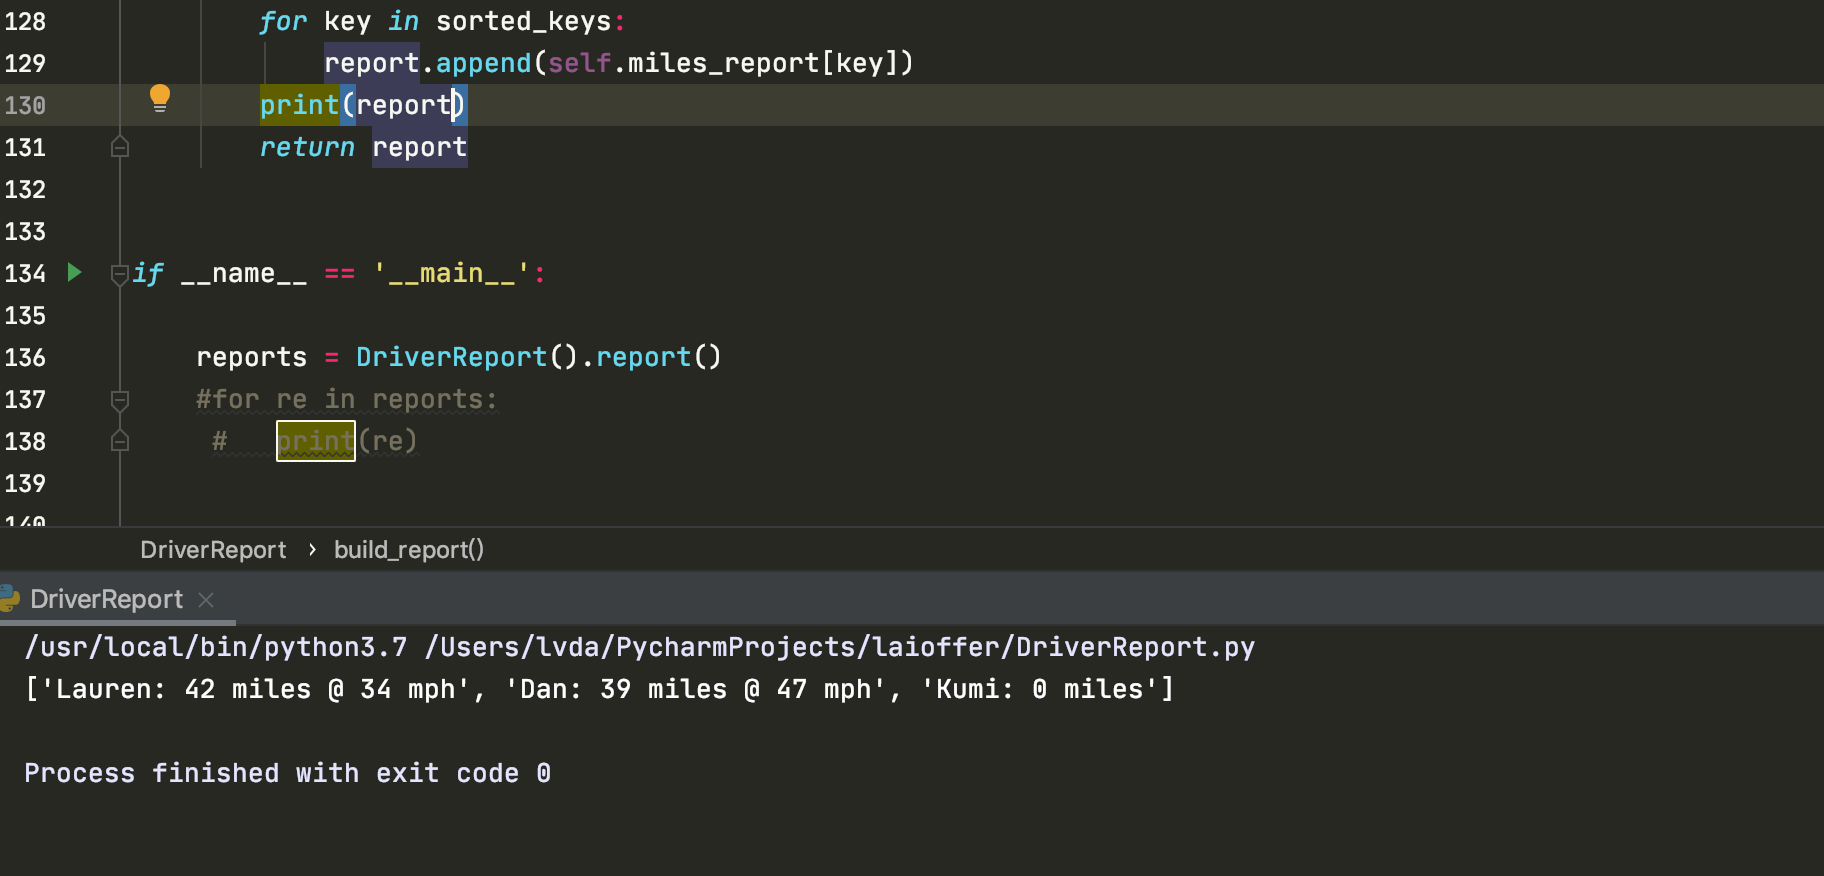 128 for key in sorted_keys:
129 report.append(self.miles_report[key])
130 print(report)
131 return report
132
133
134 if __name__ == '__main__':
135
136 reports = DriverReport().report()
137 #for re in reports:
138 #   print(re)
139
140
DriverReport › build_report()
DriverReport ×
/usr/local/bin/python3.7 /Users/lvda/PycharmProjects/laioffer/DriverReport.py
['Lauren: 42 miles @ 34 mph', 'Dan: 39 miles @ 47 mph', 'Kumi: 0 miles']
Process finished with exit code 0